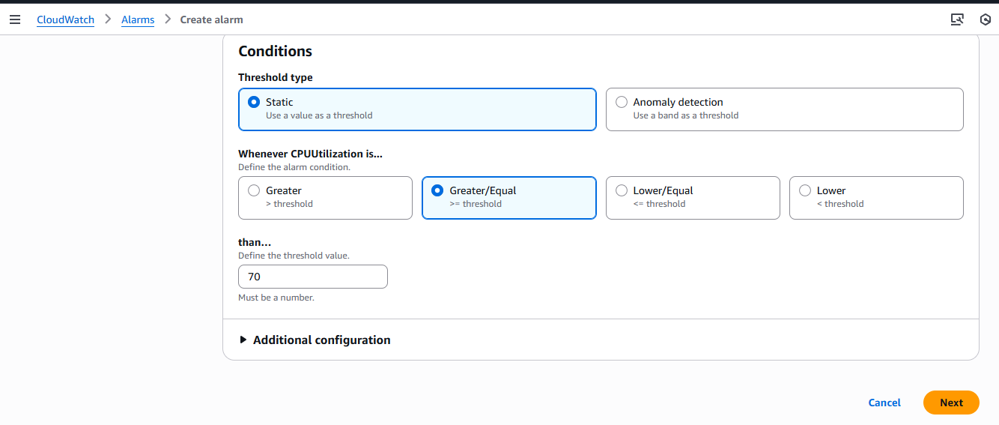 CloudWatch > Alarms > Create alarm
Conditions
Threshold type
Static
Use a value as a threshold
Anomaly detection
Use a band as a threshold
Whenever CPUUtilization is...
Define the alarm condition.
Greater
> threshold
Greater/Equal
>= threshold
Lower/Equal
<= threshold
Lower
< threshold
than...
Define the threshold value.
70
Must be a number.
Additional configuration
Cancel
Next